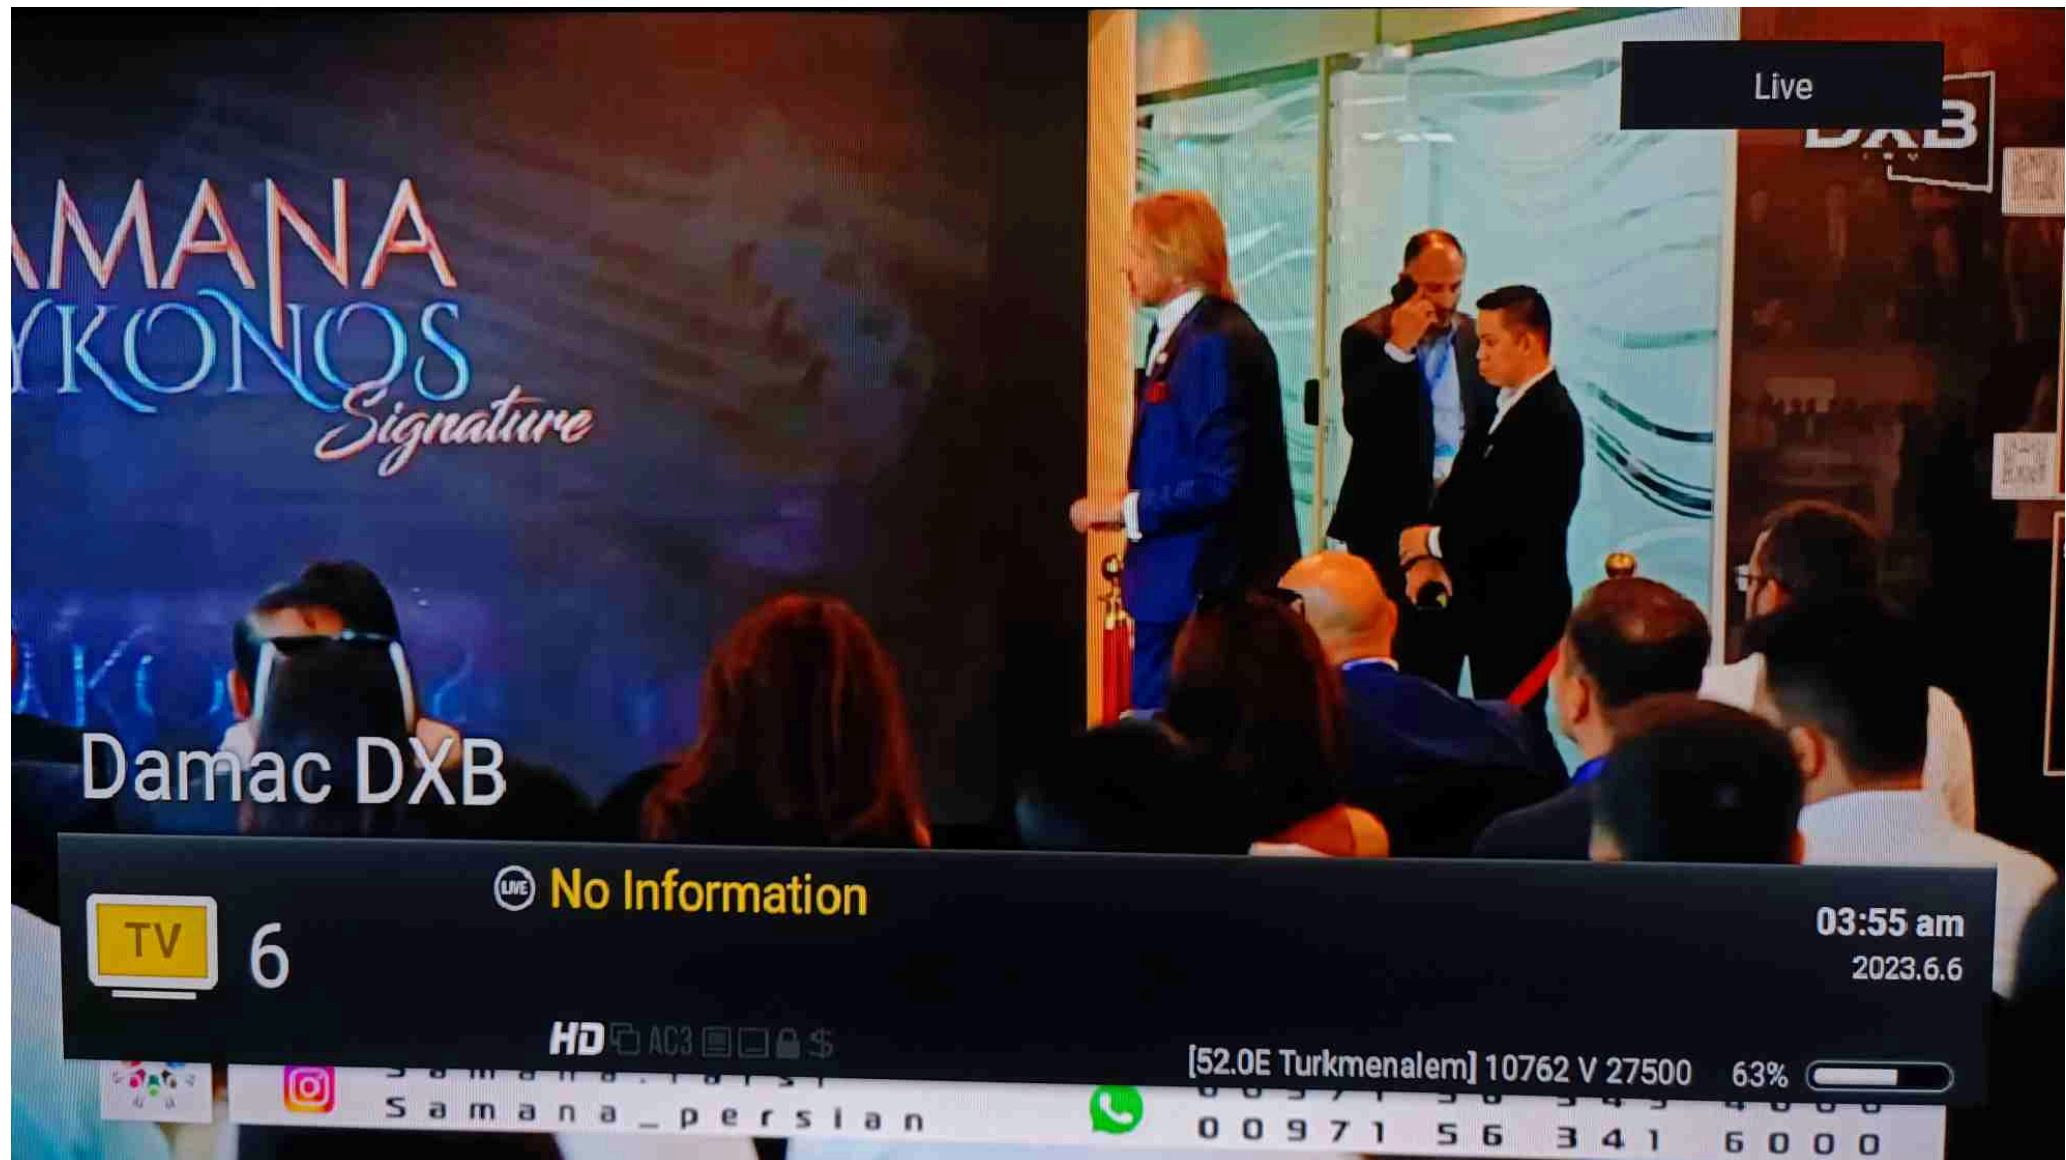 Live
DXB
AMANA
YKONOS
Signature
Damac DXB
LIVE No Information
TV 6
03:55 am
2023.6.6
HD AC3 $
[52.0E Turkmenalem] 10762 V 27500 63%
Samana_persian
00971 56 341 6000